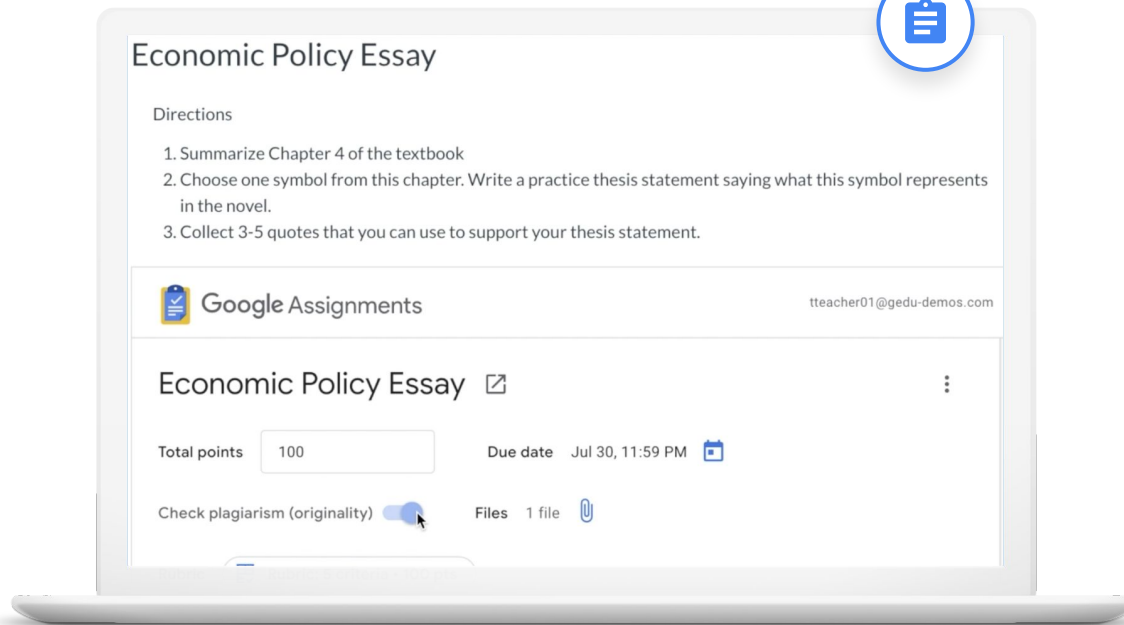 Economic Policy Essay
Directions
1. Summarize Chapter 4 of the textbook
2. Choose one symbol from this chapter. Write a practice thesis statement saying what this symbol represents
in the novel.
3. Collect 3-5 quotes that you can use to support your thesis statement.
Google Assignments
tteacher01@gedu-demos.com
Economic Policy Essay
Total points 100 Due date Jul 30, 11:59 PM
Check plagiarism (originality) Files 1 file